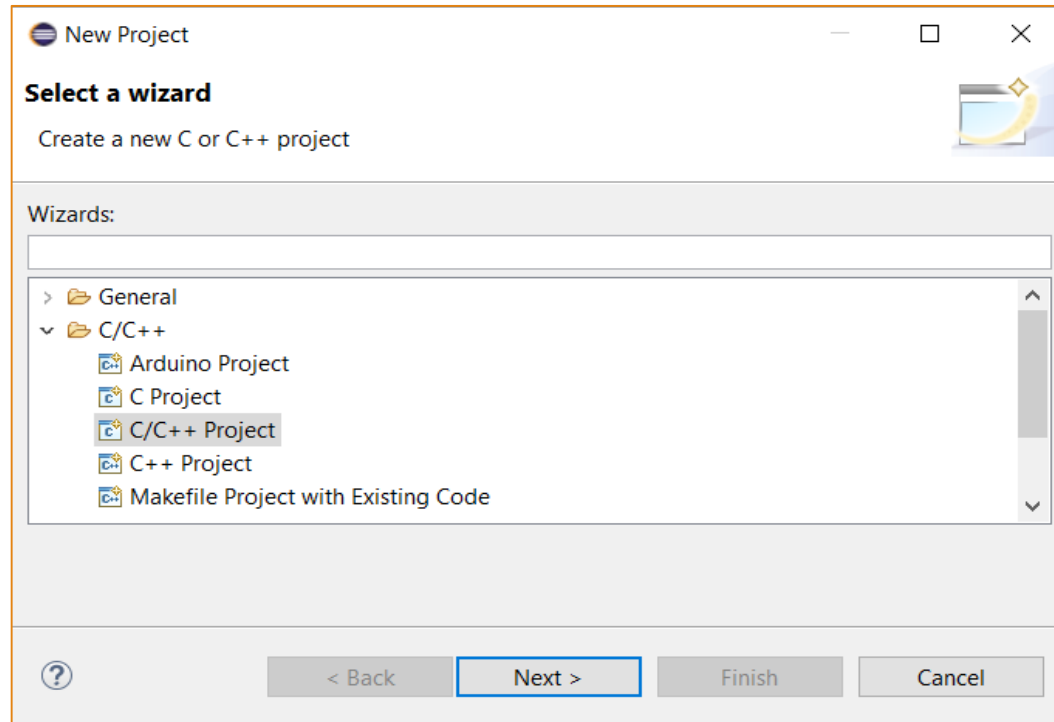 New Project
Select a wizard
Create a new C or C++ project
Wizards:
General
C/C++
Arduino Project
C Project
C/C++ Project
C++ Project
Makefile Project with Existing Code
< Back Next > Finish Cancel